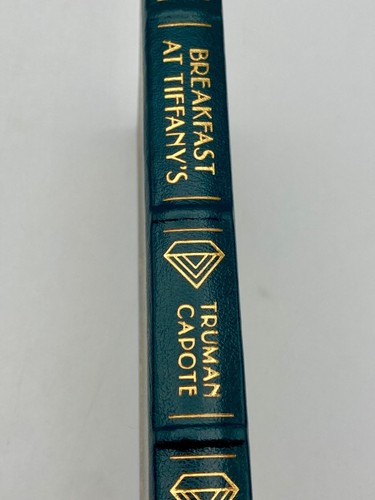 BREAKFAST
AT TIFFANY'S
TRUMAN
CAPOTE